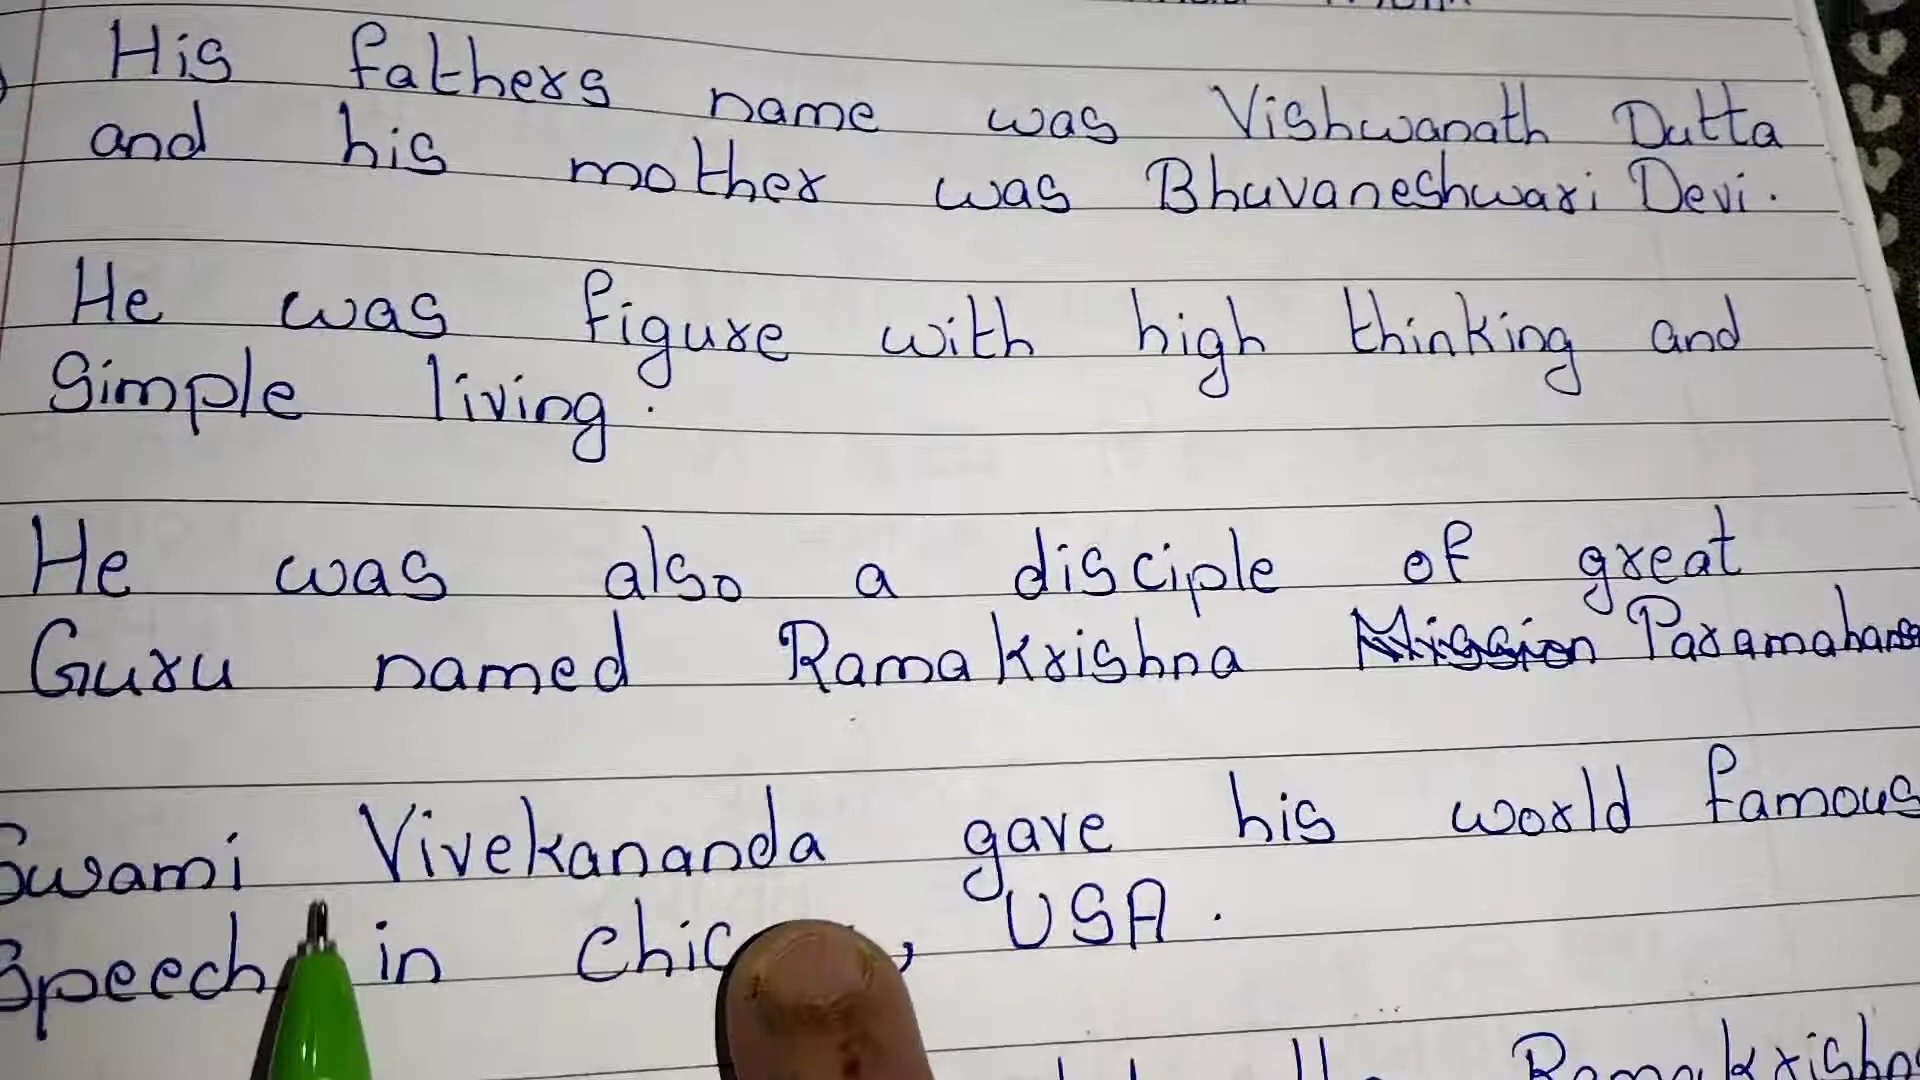 His fathers name was Vishwanath Dutta
and his mother was Bhuvaneshwari Devi.
He was figure with high thinking and
Simple living.
He was also a disciple of great
Guru named Ramakrishna Mission Paramahans
Swami Vivekananda gave his world famous
Speech in Chic , USA.
Ramakrishna